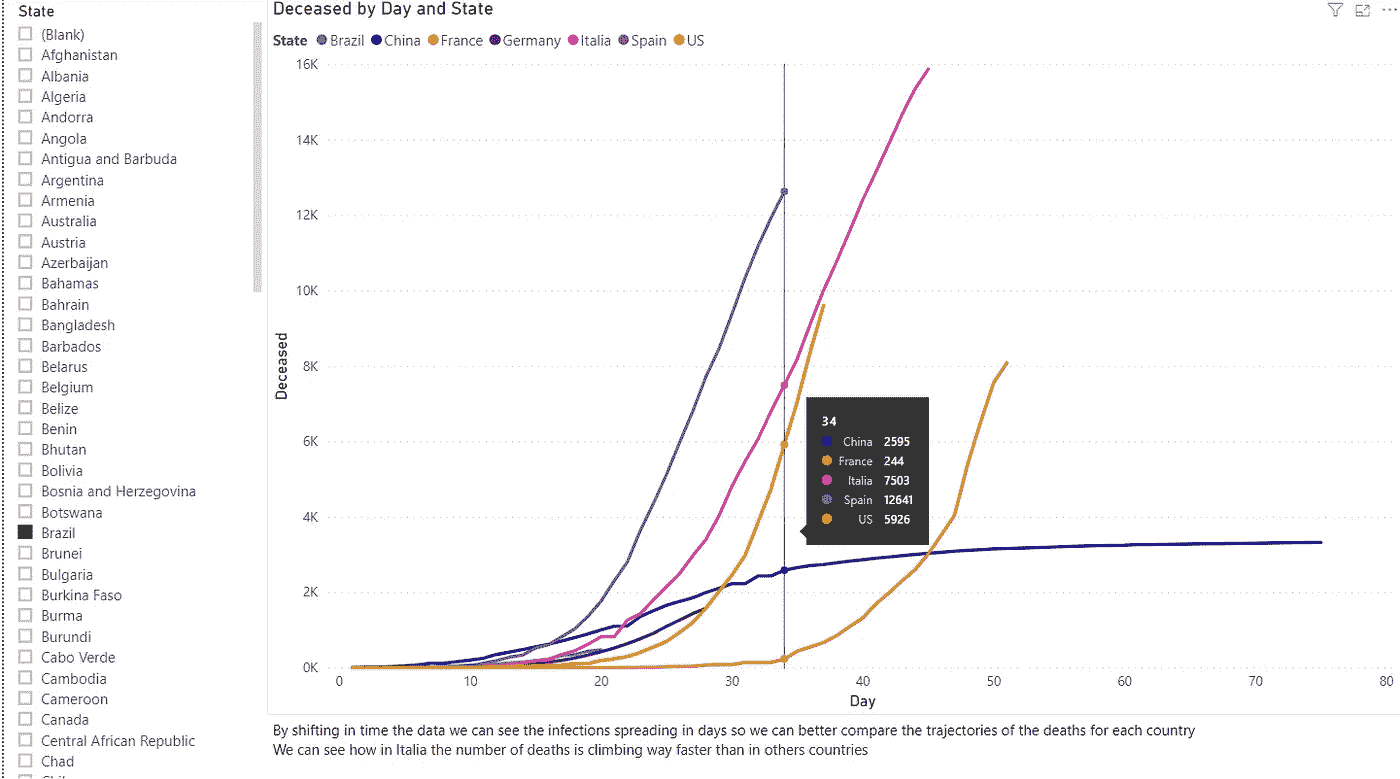 State
(Blank)
Afghanistan
Albania
Algeria
Andorra
Angola
Antigua and Barbuda
Argentina
Armenia
Australia
Austria
Azerbaijan
Bahamas
Bahrain
Bangladesh
Barbados
Belarus
Belgium
Belize
Benin
Bhutan
Bolivia
Bosnia and Herzegovina
Botswana
Brazil
Brunei
Bulgaria
Burkina Faso
Burma
Burundi
Cabo Verde
Cambodia
Cameroon
Canada
Central African Republic
Chad
Deceased by Day and State
State Brazil China France Germany Italia Spain US
16K
14K
12K
10K
8K
6K
4K
2K
0K
Deceased
34
China 2595
France 244
Italia 7503
Spain 12641
US 5926
0 10 20 30 40 50 60 70 80
Day
By shifting in time the data we can see the infections spreading in days so we can better compare the trajectories of the deaths for each country
We can see how in Italia the number of deaths is climbing way faster than in others countries